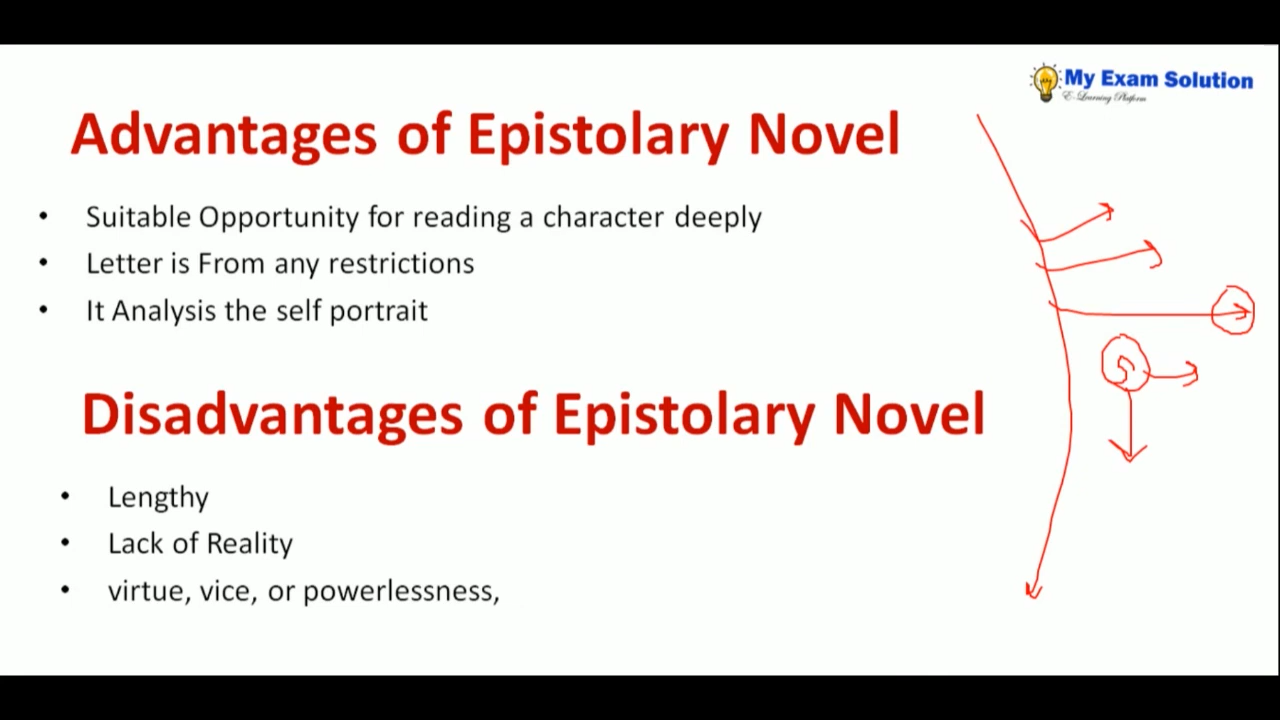 My Exam Solution
E-Learning Platform
Advantages of Epistolary Novel
• Suitable Opportunity for reading a character deeply
• Letter is From any restrictions
• It Analysis the self portrait
Disadvantages of Epistolary Novel
• Lengthy
• Lack of Reality
• virtue, vice, or powerlessness,